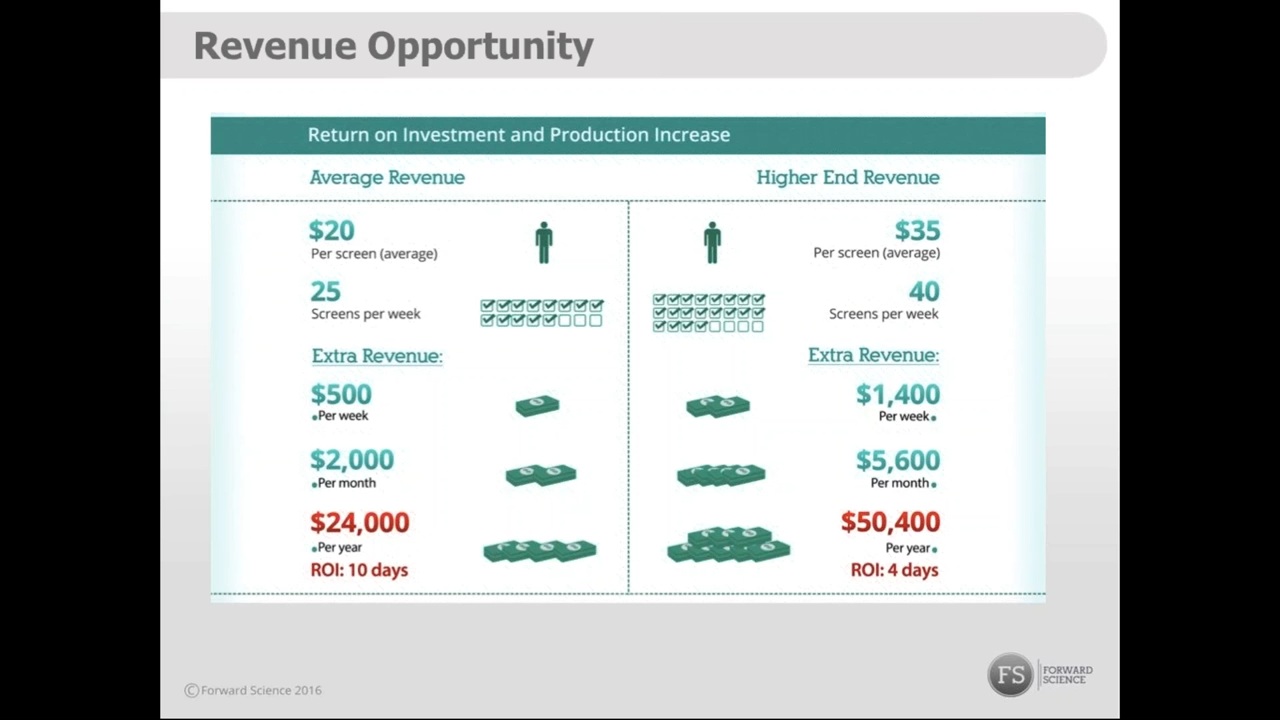 Revenue Opportunity
Return on Investment and Production Increase
Average Revenue
$20
Per screen (average)
25
Screens per week
Extra Revenue:
$500
•Per week
$2,000
•Per month
$24,000
•Per year
ROI: 10 days
Higher End Revenue
$35
Per screen (average)
40
Screens per week
Extra Revenue:
$1,400
Per week•
$5,600
Per month•
$50,400
Per year•
ROI: 4 days
©Forward Science 2016
FS
FORWARD
SCIENCE